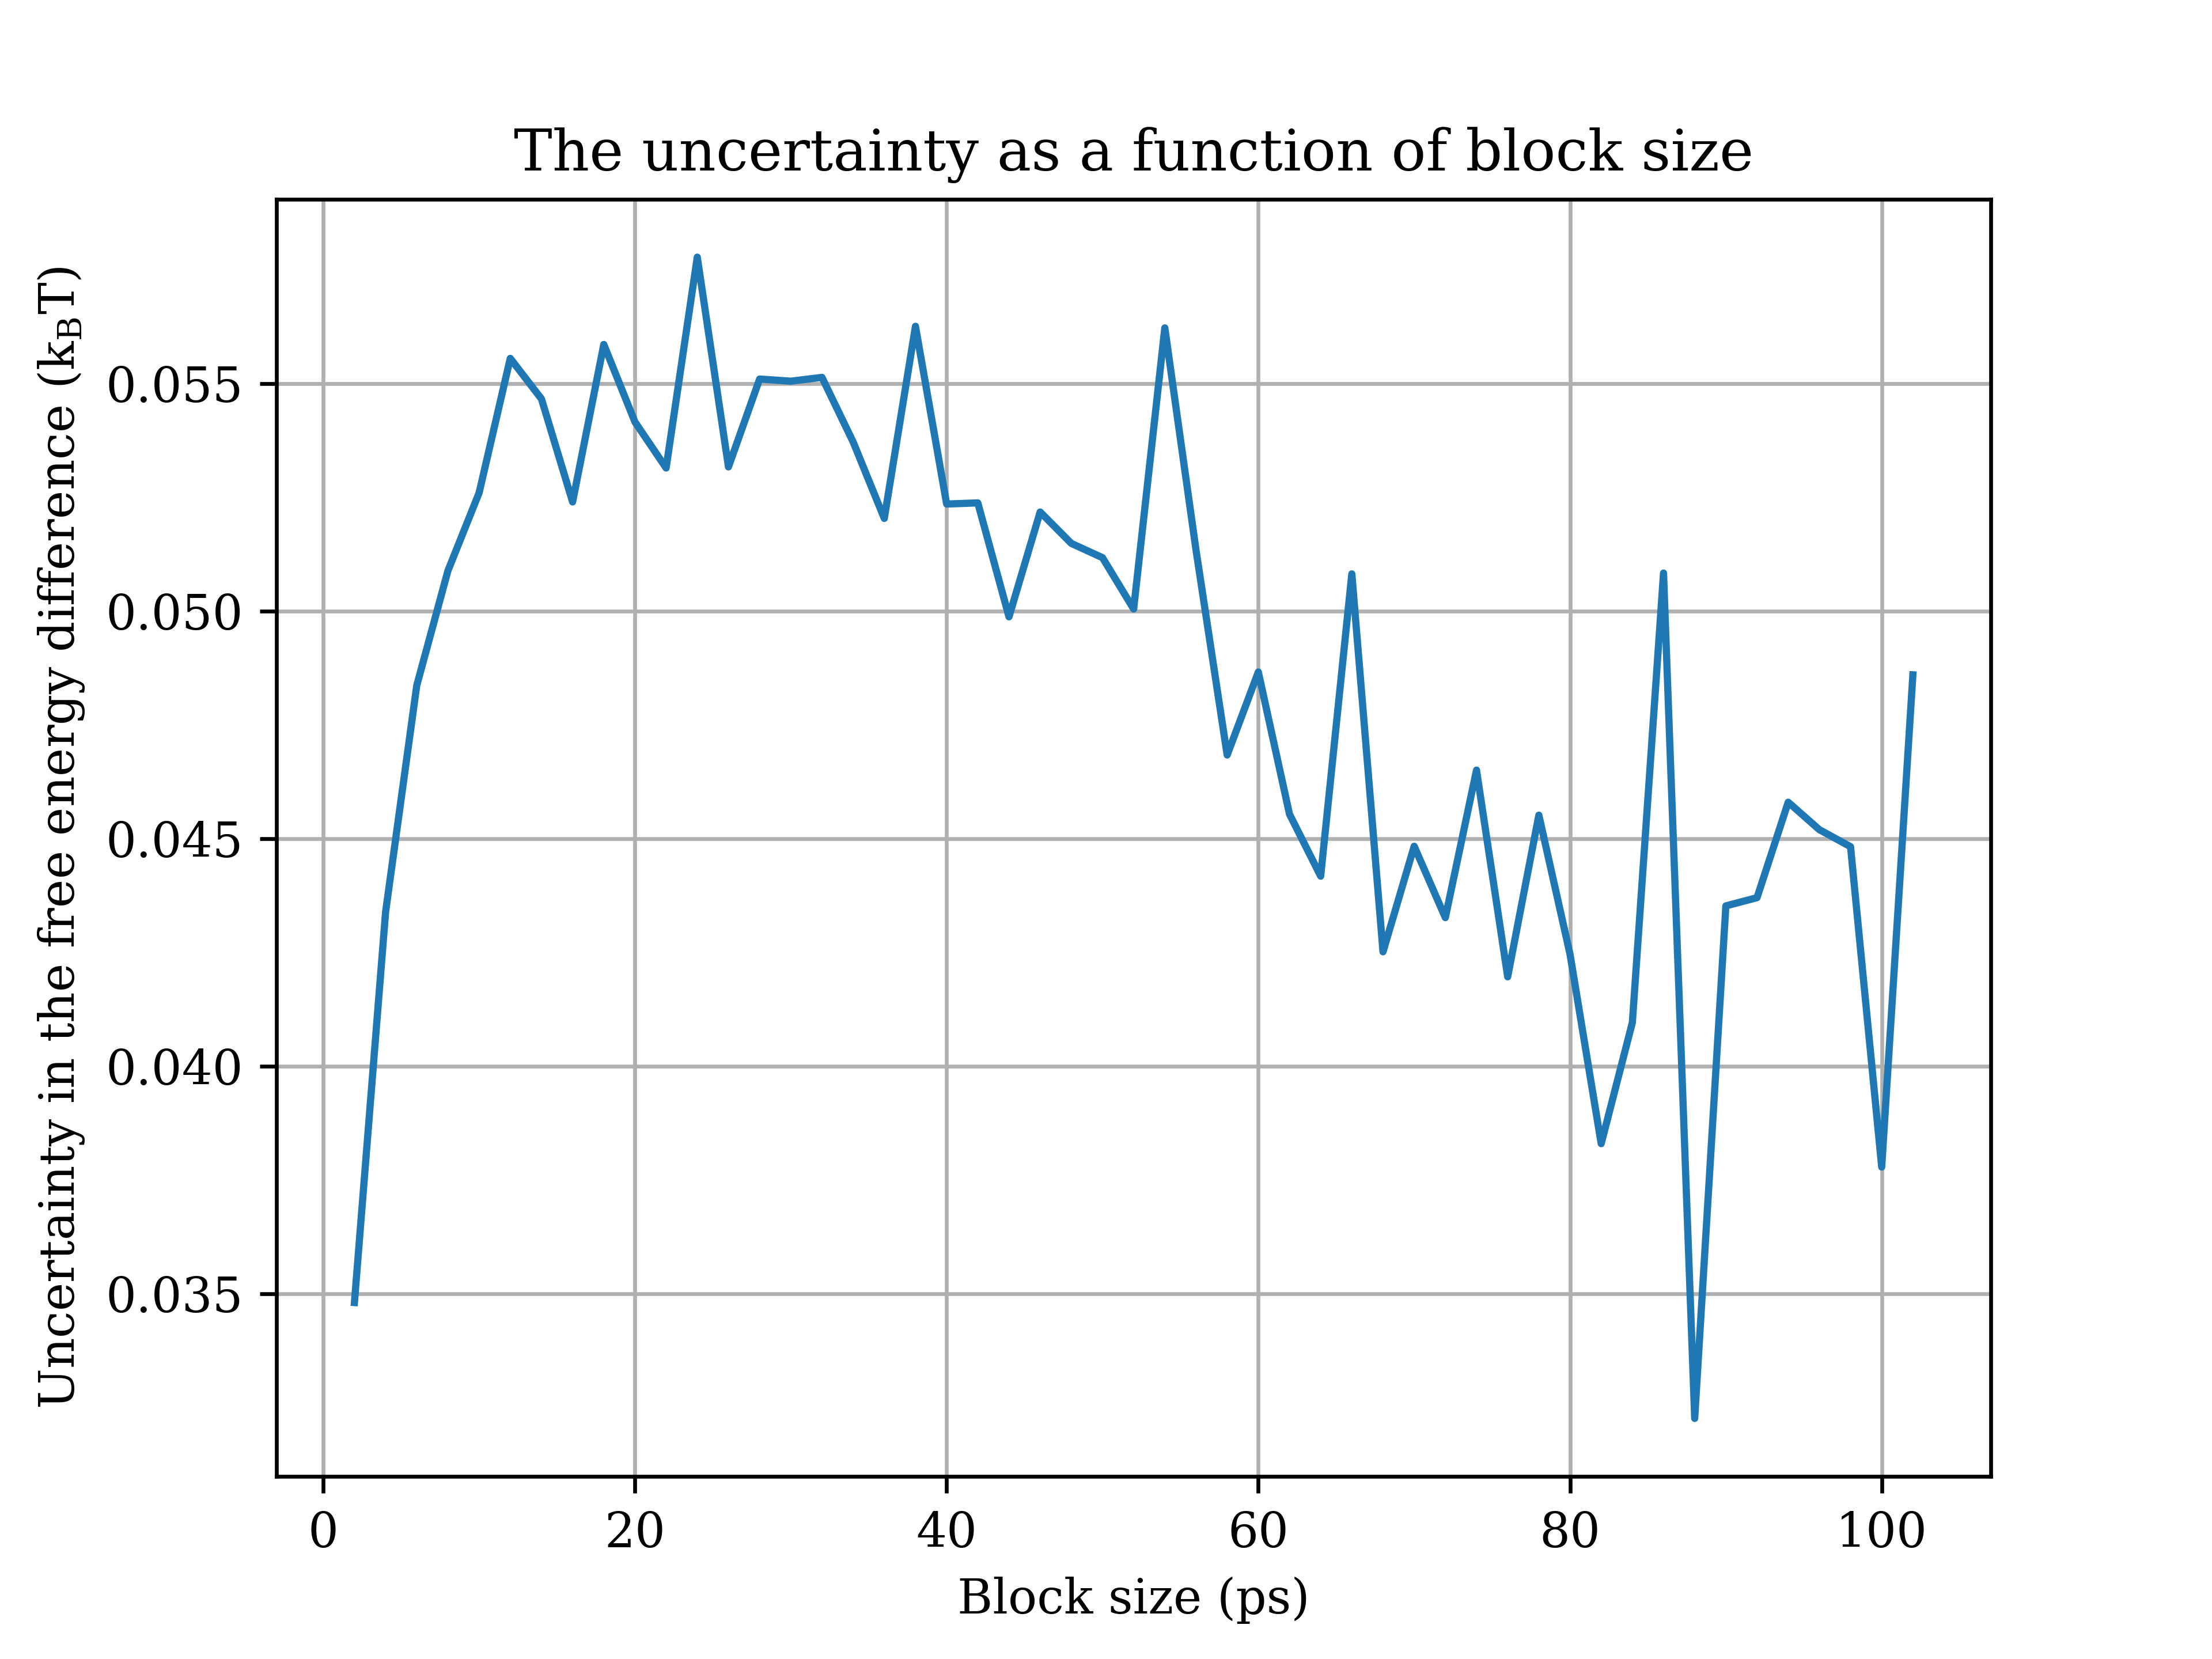 The uncertainty as a function of block size
Uncertainty in the free energy difference (k_BT)
0.055
0.050
0.045
0.040
0.035
0 20 40 60 80 100
Block size (ps)